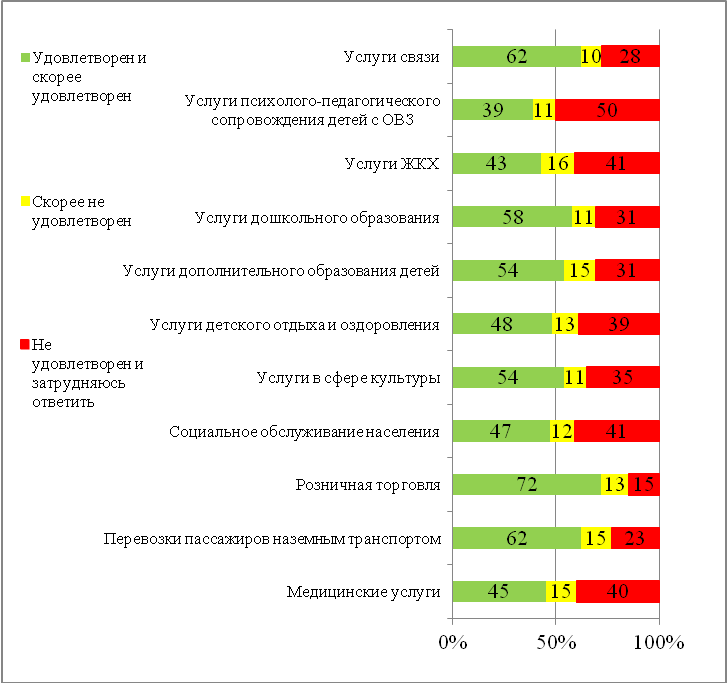 Удовлетворен и
скорее
удовлетворен
Скорее не
удовлетворен
Не
удовлетворен и
затрудняюсь
ответить
Услуги связи
62 10 28
Услуги психолого-педагогического
сопровождения детей с ОВЗ
39 11 50
Услуги ЖКХ
43 16 41
Услуги дошкольного образования
58 11 31
Услуги дополнительного образования детей
54 15 31
Услуги детского отдыха и оздоровления
48 13 39
Услуги в сфере культуры
54 11 35
Социальное обслуживание населения
47 12 41
Розничная торговля
72 13 15
Перевозки пассажиров наземным транспортом
62 15 23
Медицинские услуги
45 15 40
0% 50% 100%